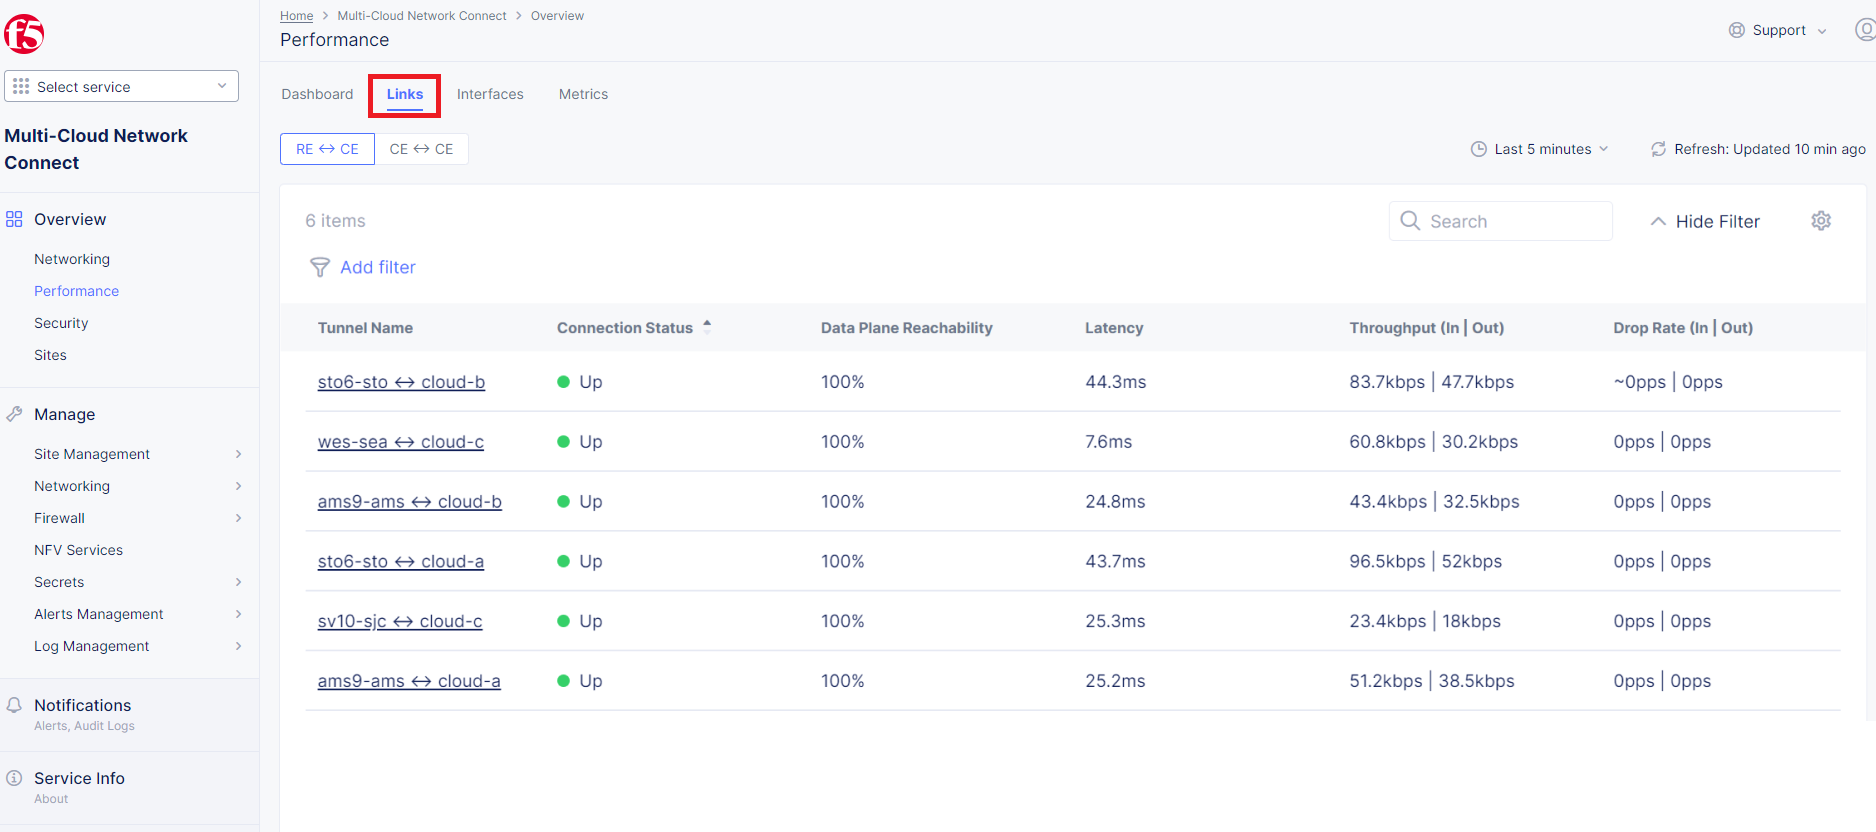 f5
Select service
Multi-Cloud Network
Connect
Overview
Networking
Performance
Security
Sites
Manage
Site Management
Networking
Firewall
NFV Services
Secrets
Alerts Management
Log Management
Notifications
Alerts, Audit Logs
Service Info
About
Home > Multi-Cloud Network Connect > Overview
Performance
Support
Dashboard Links Interfaces Metrics
RE ↔ CE CE ↔ CE
Last 5 minutes Refresh: Updated 10 min ago
6 items Search Hide Filter
Add filter
Tunnel Name Connection Status Data Plane Reachability Latency Throughput (In | Out) Drop Rate (In | Out)
sto6-sto ↔ cloud-b Up 100% 44.3ms 83.7kbps | 47.7kbps ~0pps | 0pps
wes-sea ↔ cloud-c Up 100% 7.6ms 60.8kbps | 30.2kbps 0pps | 0pps
ams9-ams ↔ cloud-b Up 100% 24.8ms 43.4kbps | 32.5kbps 0pps | 0pps
sto6-sto ↔ cloud-a Up 100% 43.7ms 96.5kbps | 52kbps 0pps | 0pps
sv10-sjc ↔ cloud-c Up 100% 25.3ms 23.4kbps | 18kbps 0pps | 0pps
ams9-ams ↔ cloud-a Up 100% 25.2ms 51.2kbps | 38.5kbps 0pps | 0pps